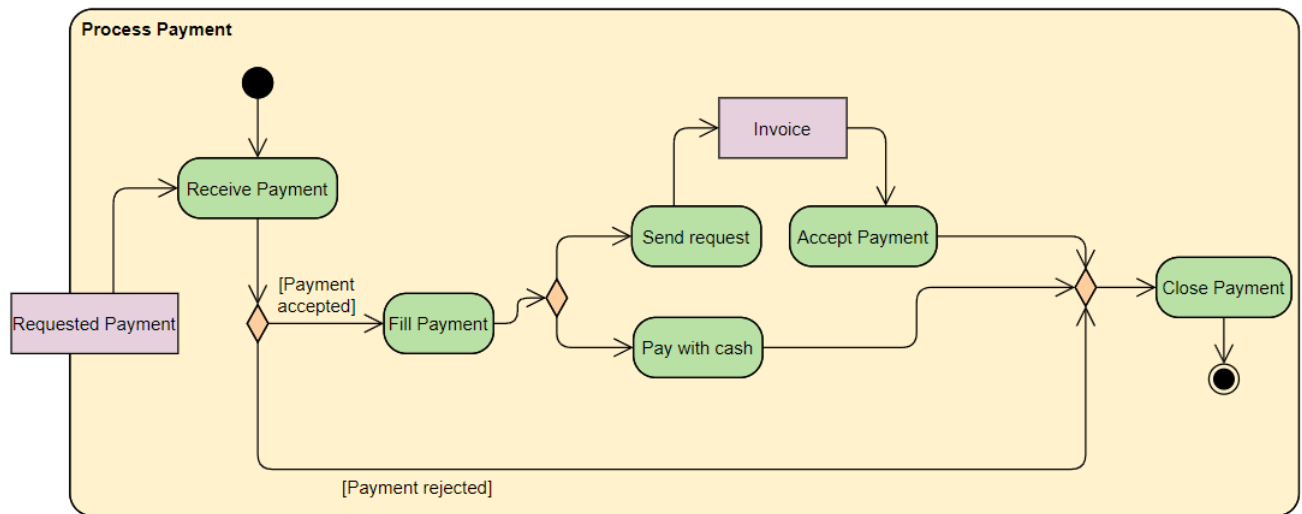 Process Payment
Invoice
Receive Payment
Send request
Accept Payment
[Payment
accepted]
Close Payment
Requested Payment
Fill Payment
Pay with cash
[Payment rejected]